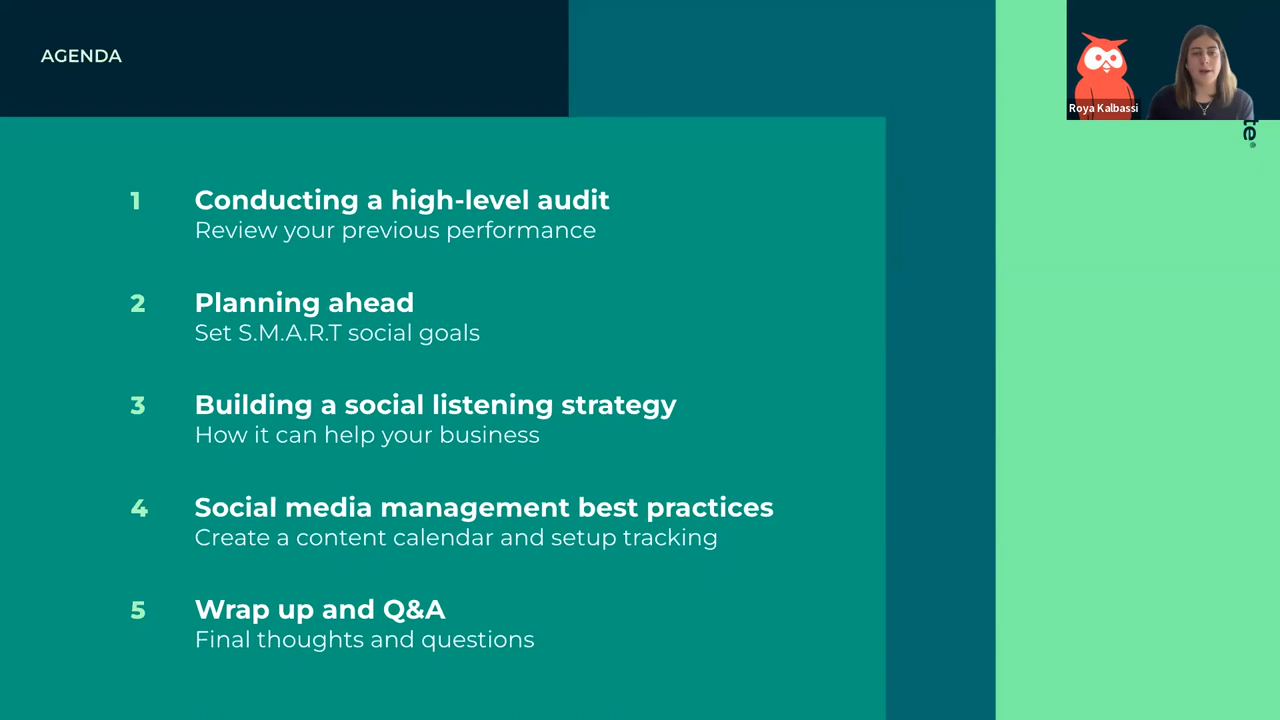 AGENDA
Roya Kalbassi
te®
1 Conducting a high-level audit
Review your previous performance
2 Planning ahead
Set S.M.A.R.T social goals
3 Building a social listening strategy
How it can help your business
4 Social media management best practices
Create a content calendar and setup tracking
5 Wrap up and Q&A
Final thoughts and questions